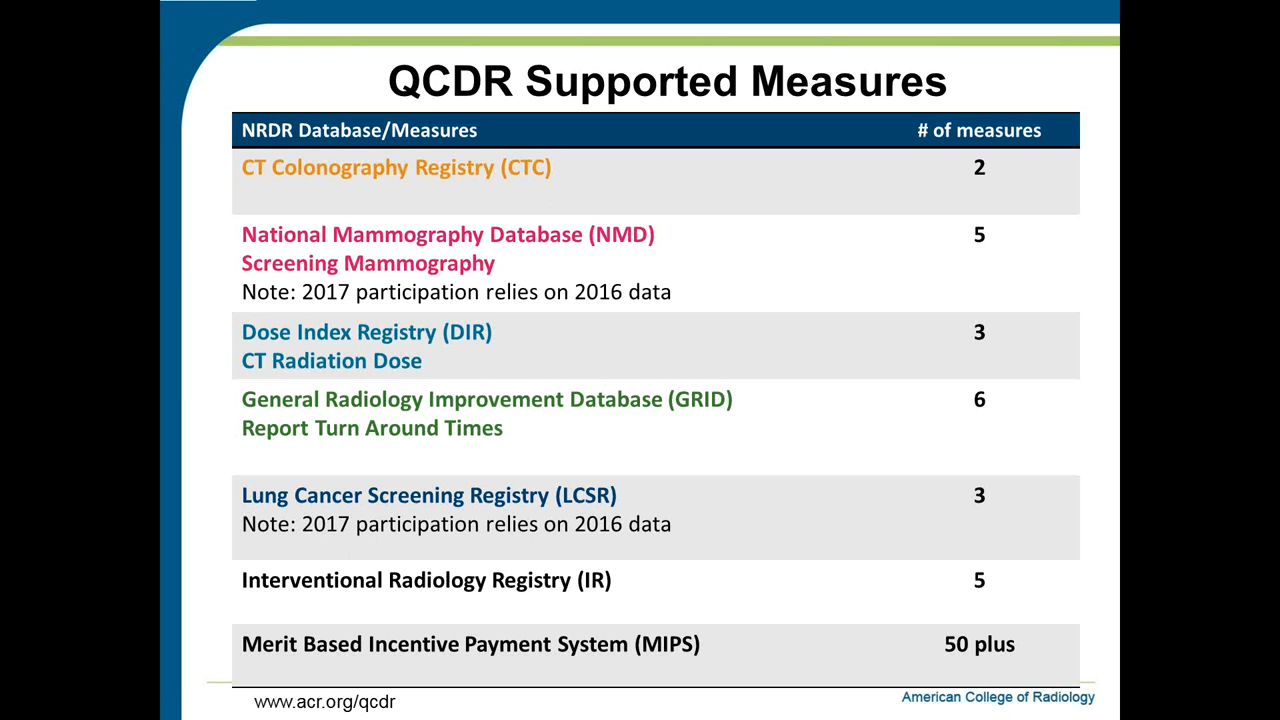 QCDR Supported Measures
NRDR Database/Measures # of measures
CT Colonography Registry (CTC) 2
National Mammography Database (NMD) 5
Screening Mammography
Note: 2017 participation relies on 2016 data
Dose Index Registry (DIR) 3
CT Radiation Dose
General Radiology Improvement Database (GRID) 6
Report Turn Around Times
Lung Cancer Screening Registry (LCSR) 3
Note: 2017 participation relies on 2016 data
Interventional Radiology Registry (IR) 5
Merit Based Incentive Payment System (MIPS) 50 plus
www.acr.org/qcdr American College of Radiology